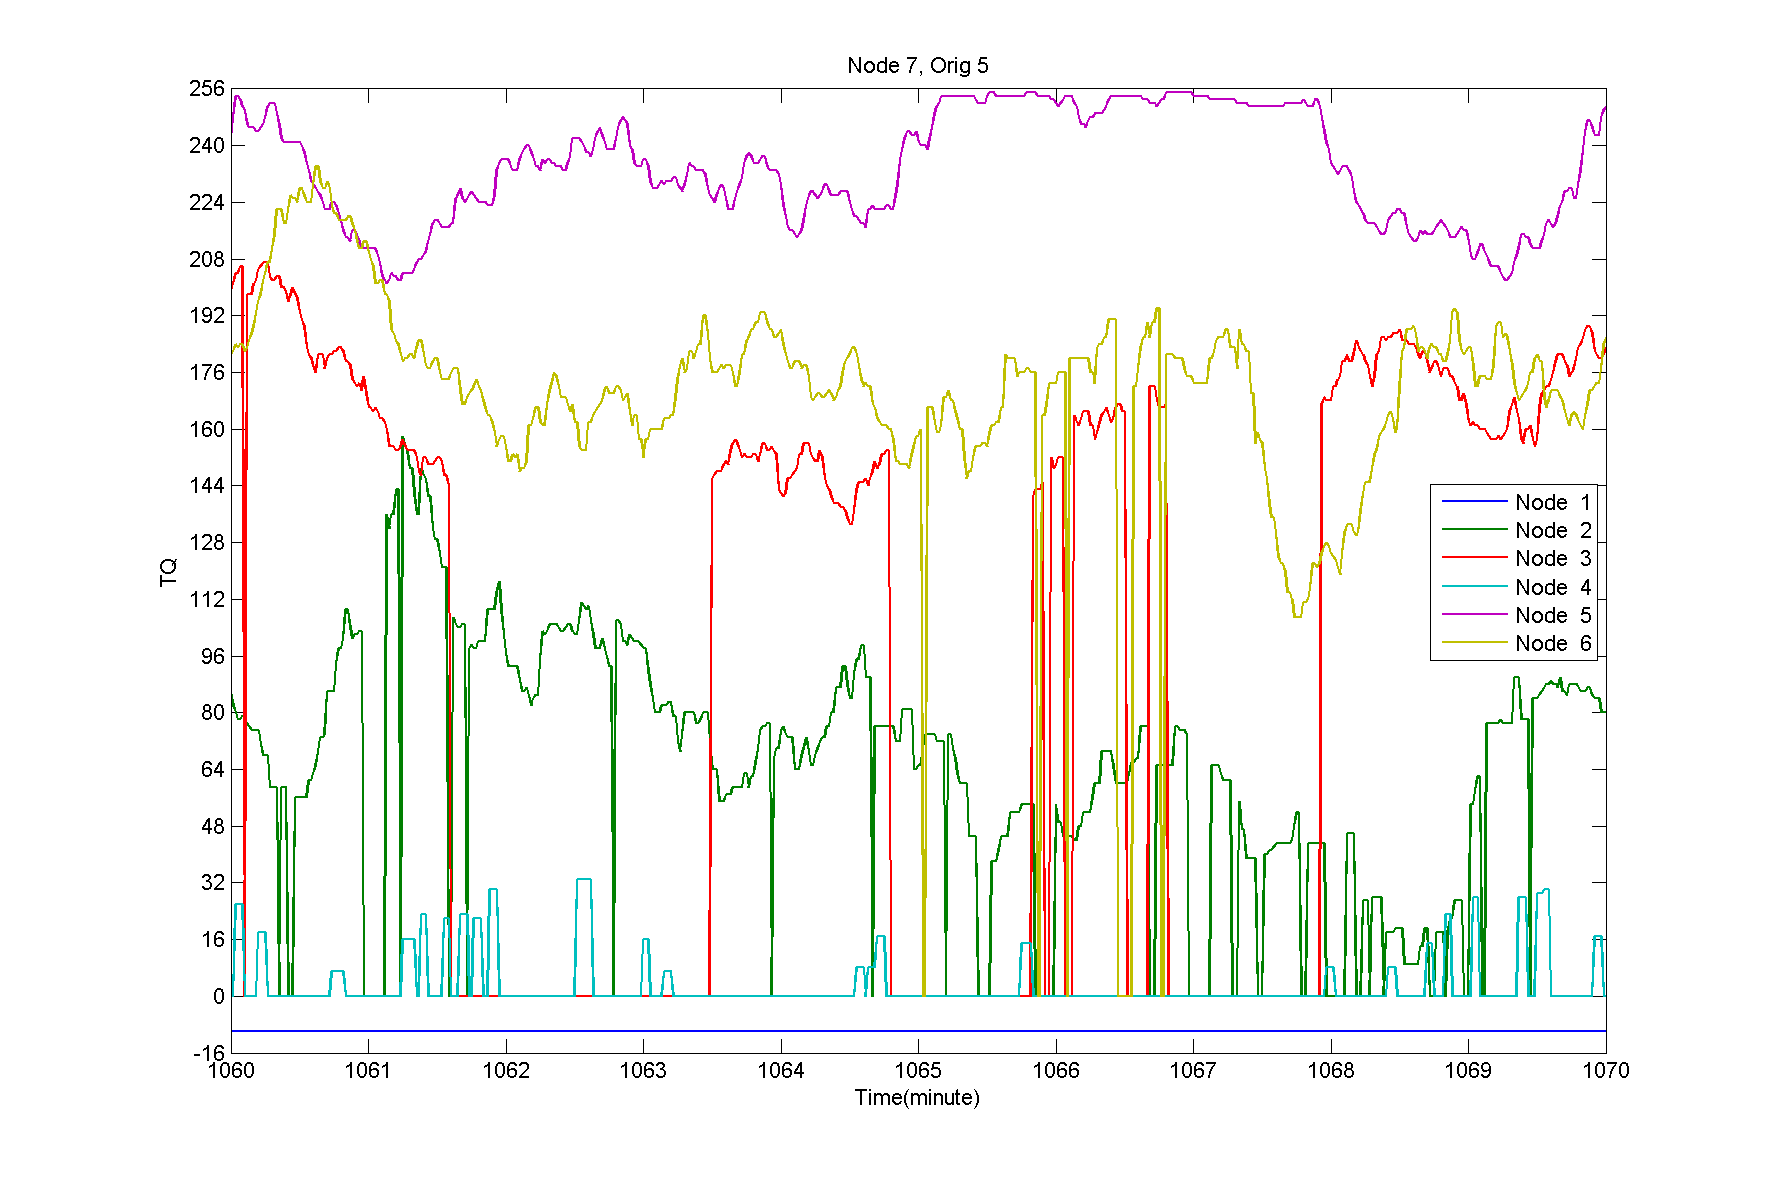 Node 7, Orig 5
256
240
224
208
192
176
160
144
128
112
96
80
64
48
32
16
0
-16
TQ
Node 1
Node 2
Node 3
Node 4
Node 5
Node 6
1060 1061 1062 1063 1064 1065 1066 1067 1068 1069 1070
Time(minute)